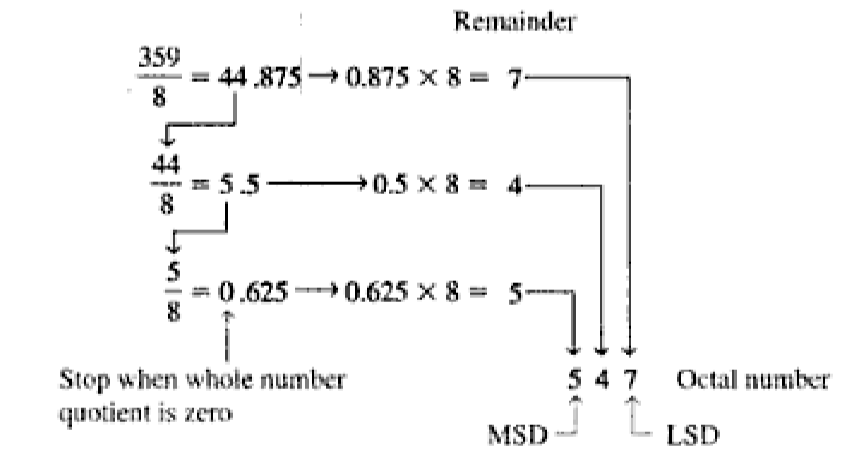 Remainder
359/8 = 44.875 → 0.875 × 8 = 7
44/8 = 5.5 → 0.5 × 8 = 4
5/8 = 0.625 → 0.625 × 8 = 5
Stop when whole number
quotient is zero
5 4 7 Octal number
MSD LSD